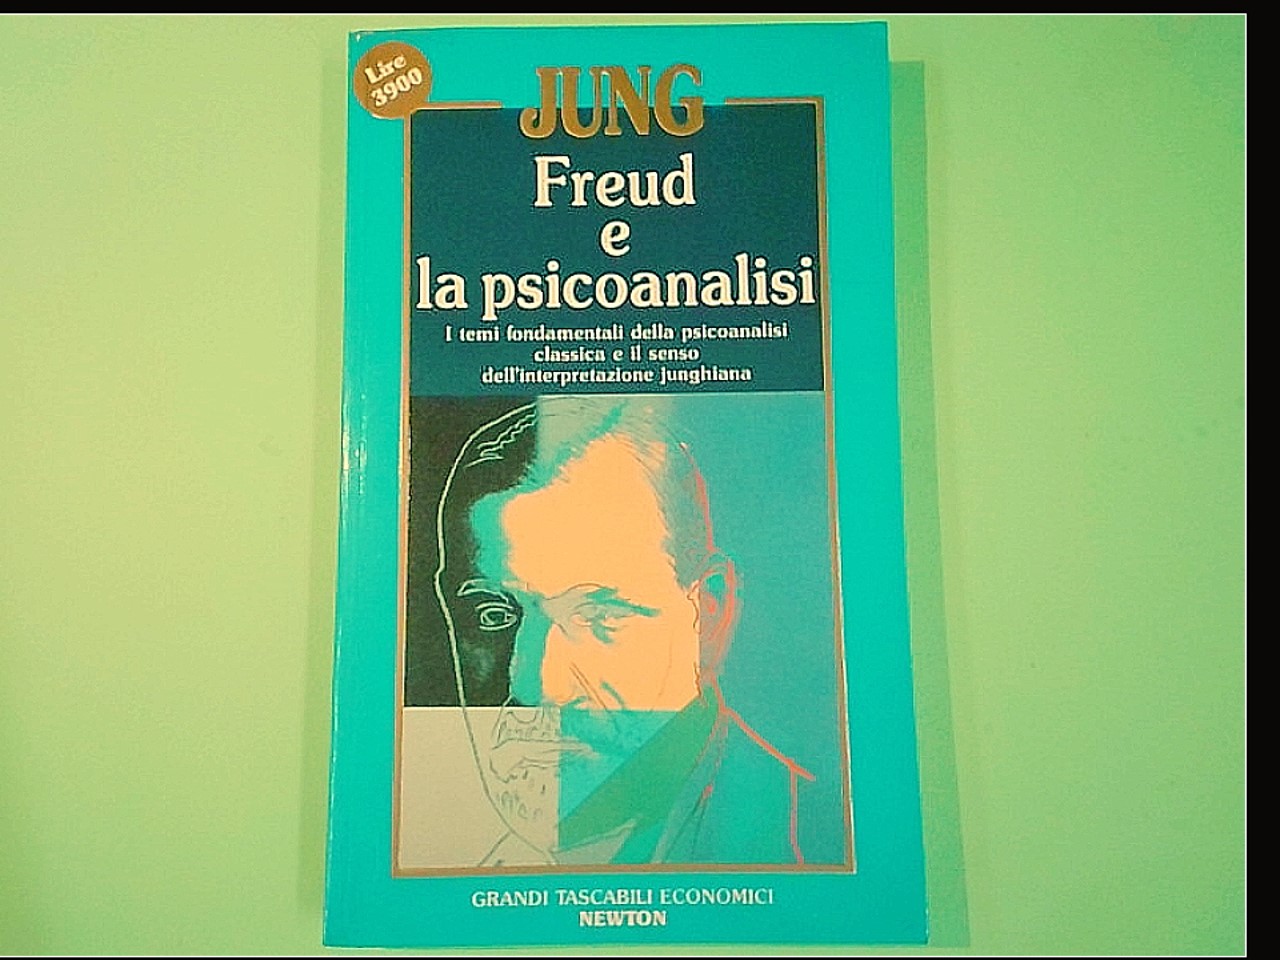 Lire
3900
JUNG
Freud
e
la psicoanalisi
I temi fondamentali della psicoanalisi
classica e il senso
dell'interpretazione junghiana
GRANDI TASCABILI ECONOMICI
NEWTON